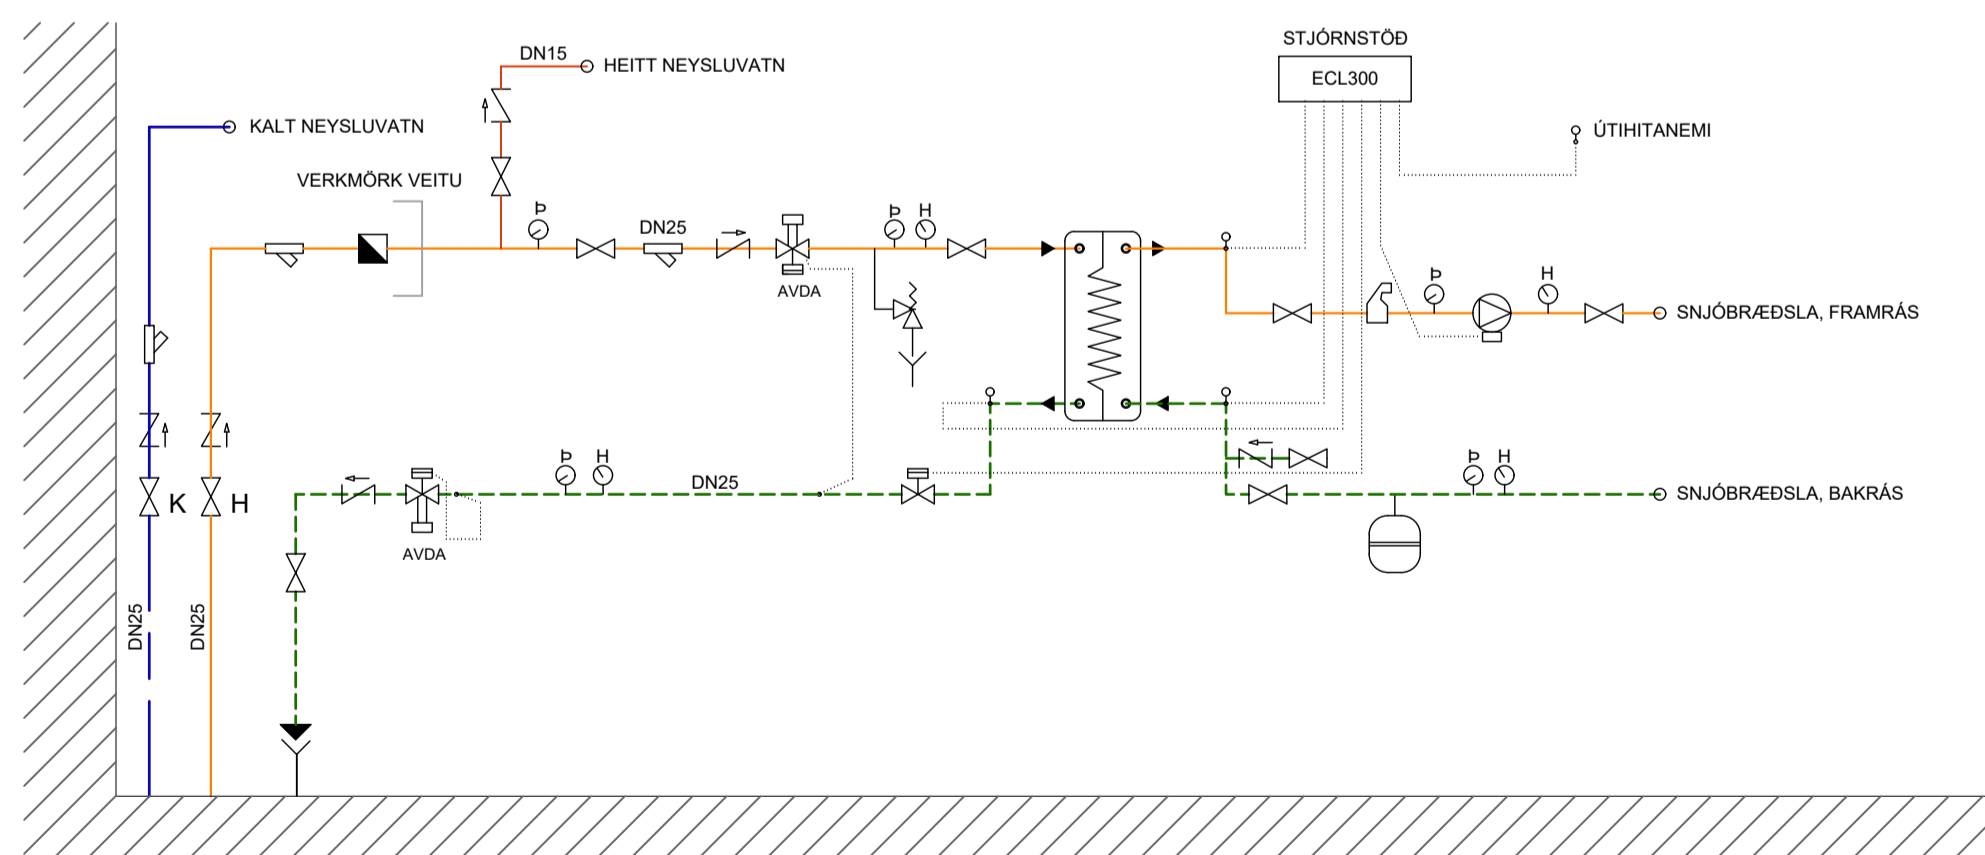 STJÓRNSTÖÐ
ECL300
DN15
HEITT NEYSLUVATN
KALT NEYSLUVATN
ÚTIHITANEMI
VERKMÖRK VEITU
Þ
DN25
Þ
H
AVDA
Þ
H
SNJÓBRÆÐSLA, FRAMRÁS
Þ
H
DN25
Þ
H
SNJÓBRÆÐSLA, BAKRÁS
K
H
AVDA
DN25
DN25